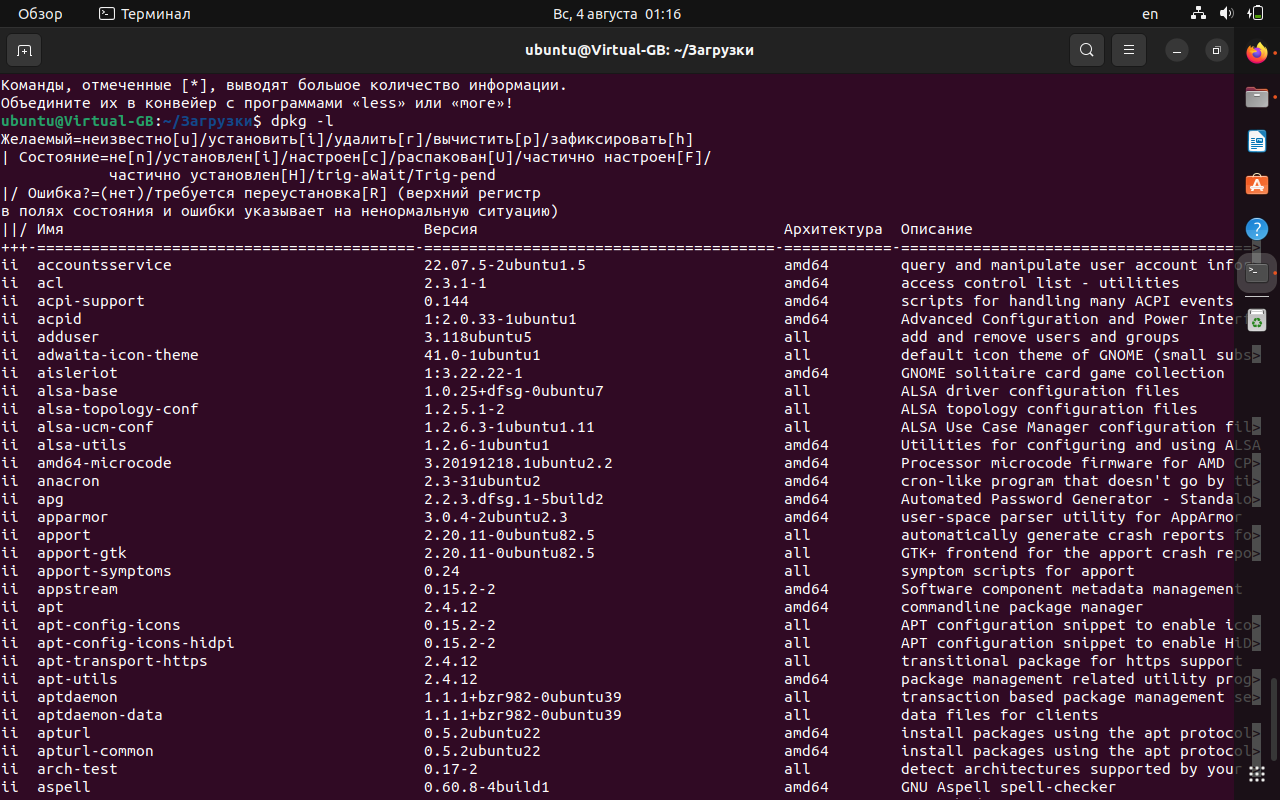 Обзор Терминал Вс, 4 августа 01:16 en
ubuntu@Virtual-GB: ~/Загрузки
Команды, отмеченные [*], выводят большое количество информации.
Объедините их в конвейер с программами «less» или «more»!
ubuntu@Virtual-GB:~/Загрузки$ dpkg -l
Желаемый=неизвестно[u]/установить[i]/удалить[r]/вычистить[p]/зафиксировать[h]
| Состояние=не[n]/установлен[i]/настроен[c]/распакован[U]/частично настроен[F]/
частично установлен[H]/trig-aWait/Trig-pend
|/ Ошибка?=(нет)/требуется переустановка[R] (верхний регистр
в полях состояния и ошибки указывает на ненормальную ситуацию)
||/ Имя Версия Архитектура Описание
+++-==========================================-=======================================-============-========================================>
ii accountsservice 22.07.5-2ubuntu1.5 amd64 query and manipulate user account infor>
ii acl 2.3.1-1 amd64 access control list - utilities
ii acpi-support 0.144 amd64 scripts for handling many ACPI events
ii acpid 1:2.0.33-1ubuntu1 amd64 Advanced Configuration and Power Interf>
ii adduser 3.118ubuntu5 all add and remove users and groups
ii adwaita-icon-theme 41.0-1ubuntu1 all default icon theme of GNOME (small subs>
ii aisleriot 1:3.22.22-1 amd64 GNOME solitaire card game collection
ii alsa-base 1.0.25+dfsg-0ubuntu7 all ALSA driver configuration files
ii alsa-topology-conf 1.2.5.1-2 all ALSA topology configuration files
ii alsa-ucm-conf 1.2.6.3-1ubuntu1.11 all ALSA Use Case Manager configuration fil>
ii alsa-utils 1.2.6-1ubuntu1 amd64 Utilities for configuring and using ALSA
ii amd64-microcode 3.20191218.1ubuntu2.2 amd64 Processor microcode firmware for AMD CP>
ii anacron 2.3-31ubuntu2 amd64 cron-like program that doesn't go by ti>
ii apg 2.2.3.dfsg.1-5build2 amd64 Automated Password Generator - Standalo>
ii apparmor 3.0.4-2ubuntu2.3 amd64 user-space parser utility for AppArmor
ii apport 2.20.11-0ubuntu82.5 all automatically generate crash reports fo>
ii apport-gtk 2.20.11-0ubuntu82.5 all GTK+ frontend for the apport crash repo>
ii apport-symptoms 0.24 all symptom scripts for apport
ii appstream 0.15.2-2 amd64 Software component metadata management
ii apt 2.4.12 amd64 commandline package manager
ii apt-config-icons 0.15.2-2 all APT configuration snippet to enable ico>
ii apt-config-icons-hidpi 0.15.2-2 all APT configuration snippet to enable HiD>
ii apt-transport-https 2.4.12 all transitional package for https support
ii apt-utils 2.4.12 amd64 package management related utility prog>
ii aptdaemon 1.1.1+bzr982-0ubuntu39 all transaction based package management se>
ii aptdaemon-data 1.1.1+bzr982-0ubuntu39 all data files for clients
ii apturl 0.5.2ubuntu22 amd64 install packages using the apt protocol>
ii apturl-common 0.5.2ubuntu22 amd64 install packages using the apt protocol>
ii arch-test 0.17-2 all detect architectures supported by your
ii aspell 0.60.8-4build1 amd64 GNU Aspell spell-checker